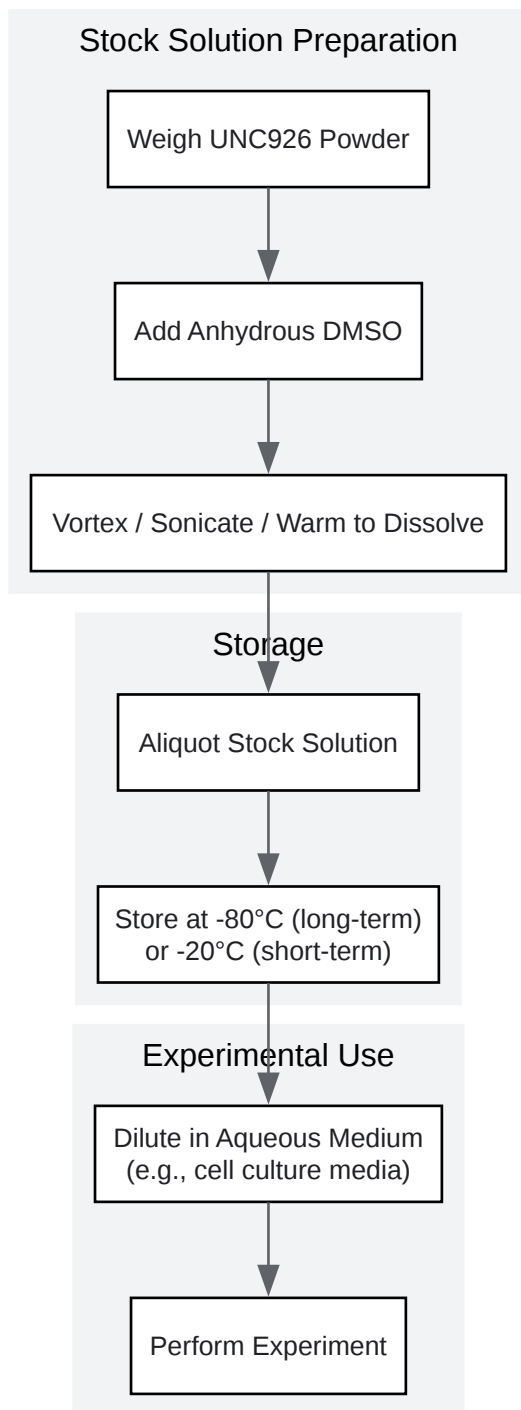 Stock Solution Preparation
Weigh UNC926 Powder
Add Anhydrous DMSO
Vortex / Sonicate / Warm to Dissolve
Storage
Aliquot Stock Solution
Store at -80°C (long-term)
or -20°C (short-term)
Experimental Use
Dilute in Aqueous Medium
(e.g., cell culture media)
Perform Experiment